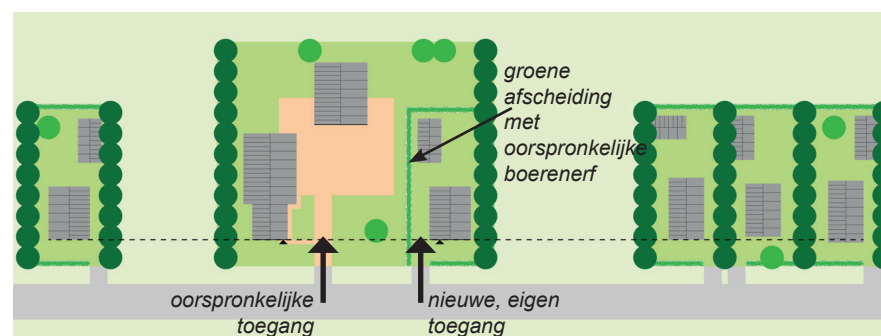 groene
afscheiding
met
oorspronkelijke
boerenerf
oorspronkelijke
toegang
nieuwe, eigen
toegang